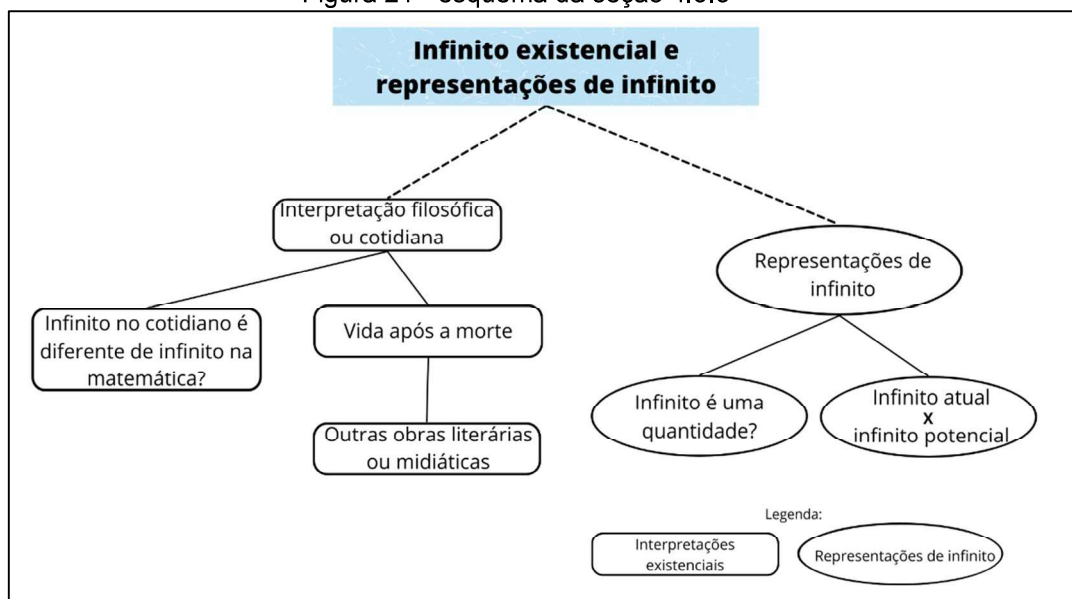 Infinito existencial e
representações de infinito
Interpretação filosófica
ou cotidiana
Representações de
infinito
Infinito no cotidiano é
diferente de infinito na
matemática?
Vida após a morte
Infinito é uma
quantidade?
Infinito atual
X
infinito potencial
Outras obras literárias
ou midiáticas
Legenda:
Interpretações
existenciais
Representações de infinito